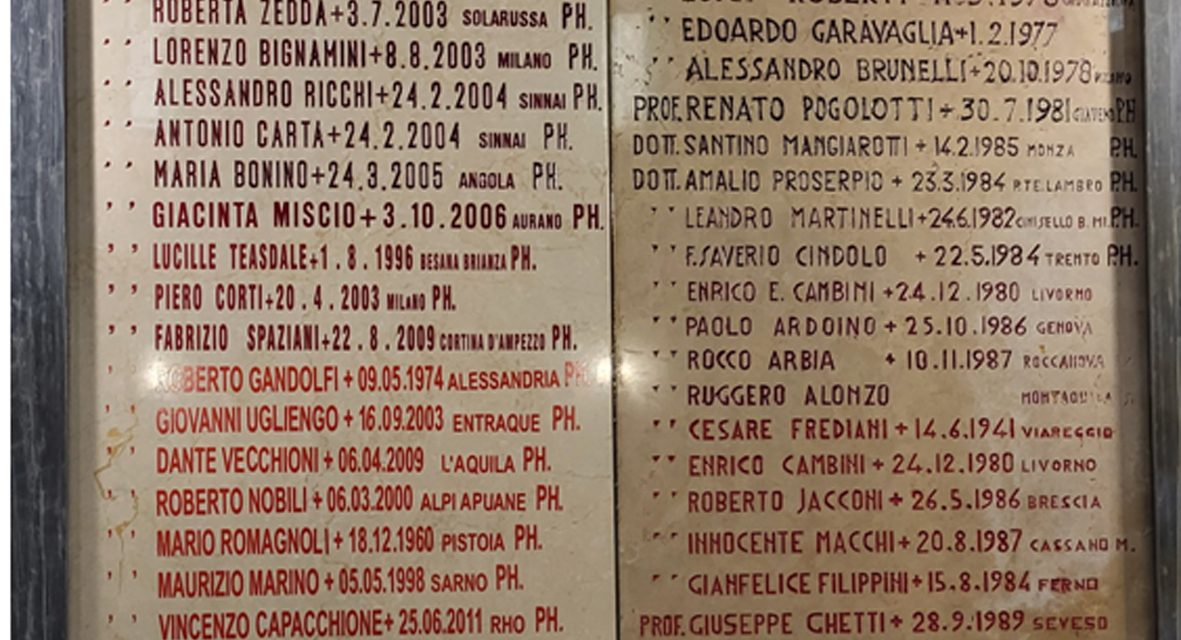 '' ROBERTA ZEDDA+3.7.2003 SOLARUSSA PH.
'' LORENZO BIGNAMINI+8.8.2003 MILANO PH.
'' ALESSANDRO RICCHI+24.2.2004 SINNAI PH.
'' ANTONIO CARTA+24.2.2004 SINNAI PH.
'' MARIA BONINO+24.3.2005 ANGOLA PH.
'' GIACINTA MISCIO+3.10.2006 AURANO PH.
'' LUCILLE TEASDALE+1.8.1996 BESANA BRIANZA PH.
'' PIERO CORTI+20.4.2003 MILANO PH.
'' FABRIZIO SPAZIANI+22.8.2009 CORTINA D'AMPEZZO PH.
'' ROBERTO GANDOLFI+09.05.1974 ALESSANDRIA PH.
'' GIOVANNI UGLIENGO+16.09.2003 ENTRAQUE PH.
'' DANTE VECCHIONI+06.04.2009 L'AQUILA PH.
'' ROBERTO NOBILI+06.03.2000 ALPI APUANE PH.
'' MARIO ROMAGNOLI+18.12.1960 PISTOIA PH.
'' MAURIZIO MARINO+05.05.1998 SARNO PH.
'' VINCENZO CAPACCHIONE+25.06.2011 RHO PH.
ROBERTI
EDOARDO GARAVAGLIA+1.2.1977
'' ALESSANDRO BRUNELLI+20.10.1978
PROF. RENATO POGOLOTTI+30.7.1981 GIAVENO PH
DOTT. SANTINO MANGIAROTTI+14.2.1985 MONZA PH.
DOTT. AMALIO PROSERPIO+23.3.1984 P.TE.LAMBRO P.H.
'' LEANDRO MARTINELLI+24.6.1982 CINISELLO B. MI. P.H.
'' F.SAVERIO CINDOLO +22.5.1984 TRENTO P.H.
'' ENRICO E. CAMBINI+24.12.1980 LIVORNO
'' PAOLO ARDOINO+25.10.1986 GENOVA
'' ROCCO ARBIA +10.11.1987 ROCCANOVA
'' RUGGERO ALONZO
'' CESARE FREDIANI+14.6.1941 VIAREGGIO
'' ENRICO CAMBINI+24.12.1980 LIVORNO
'' ROBERTO JACCONI+26.5.1986 BRESCIA
'' INNOCENTE MACCHI+20.8.1987 CASSANO M.
'' GIANFELICE FILIPPINI+15.8.1984 FERNO
PROF. GIUSEPPE GHETTI+28.9.1989 SEVESO